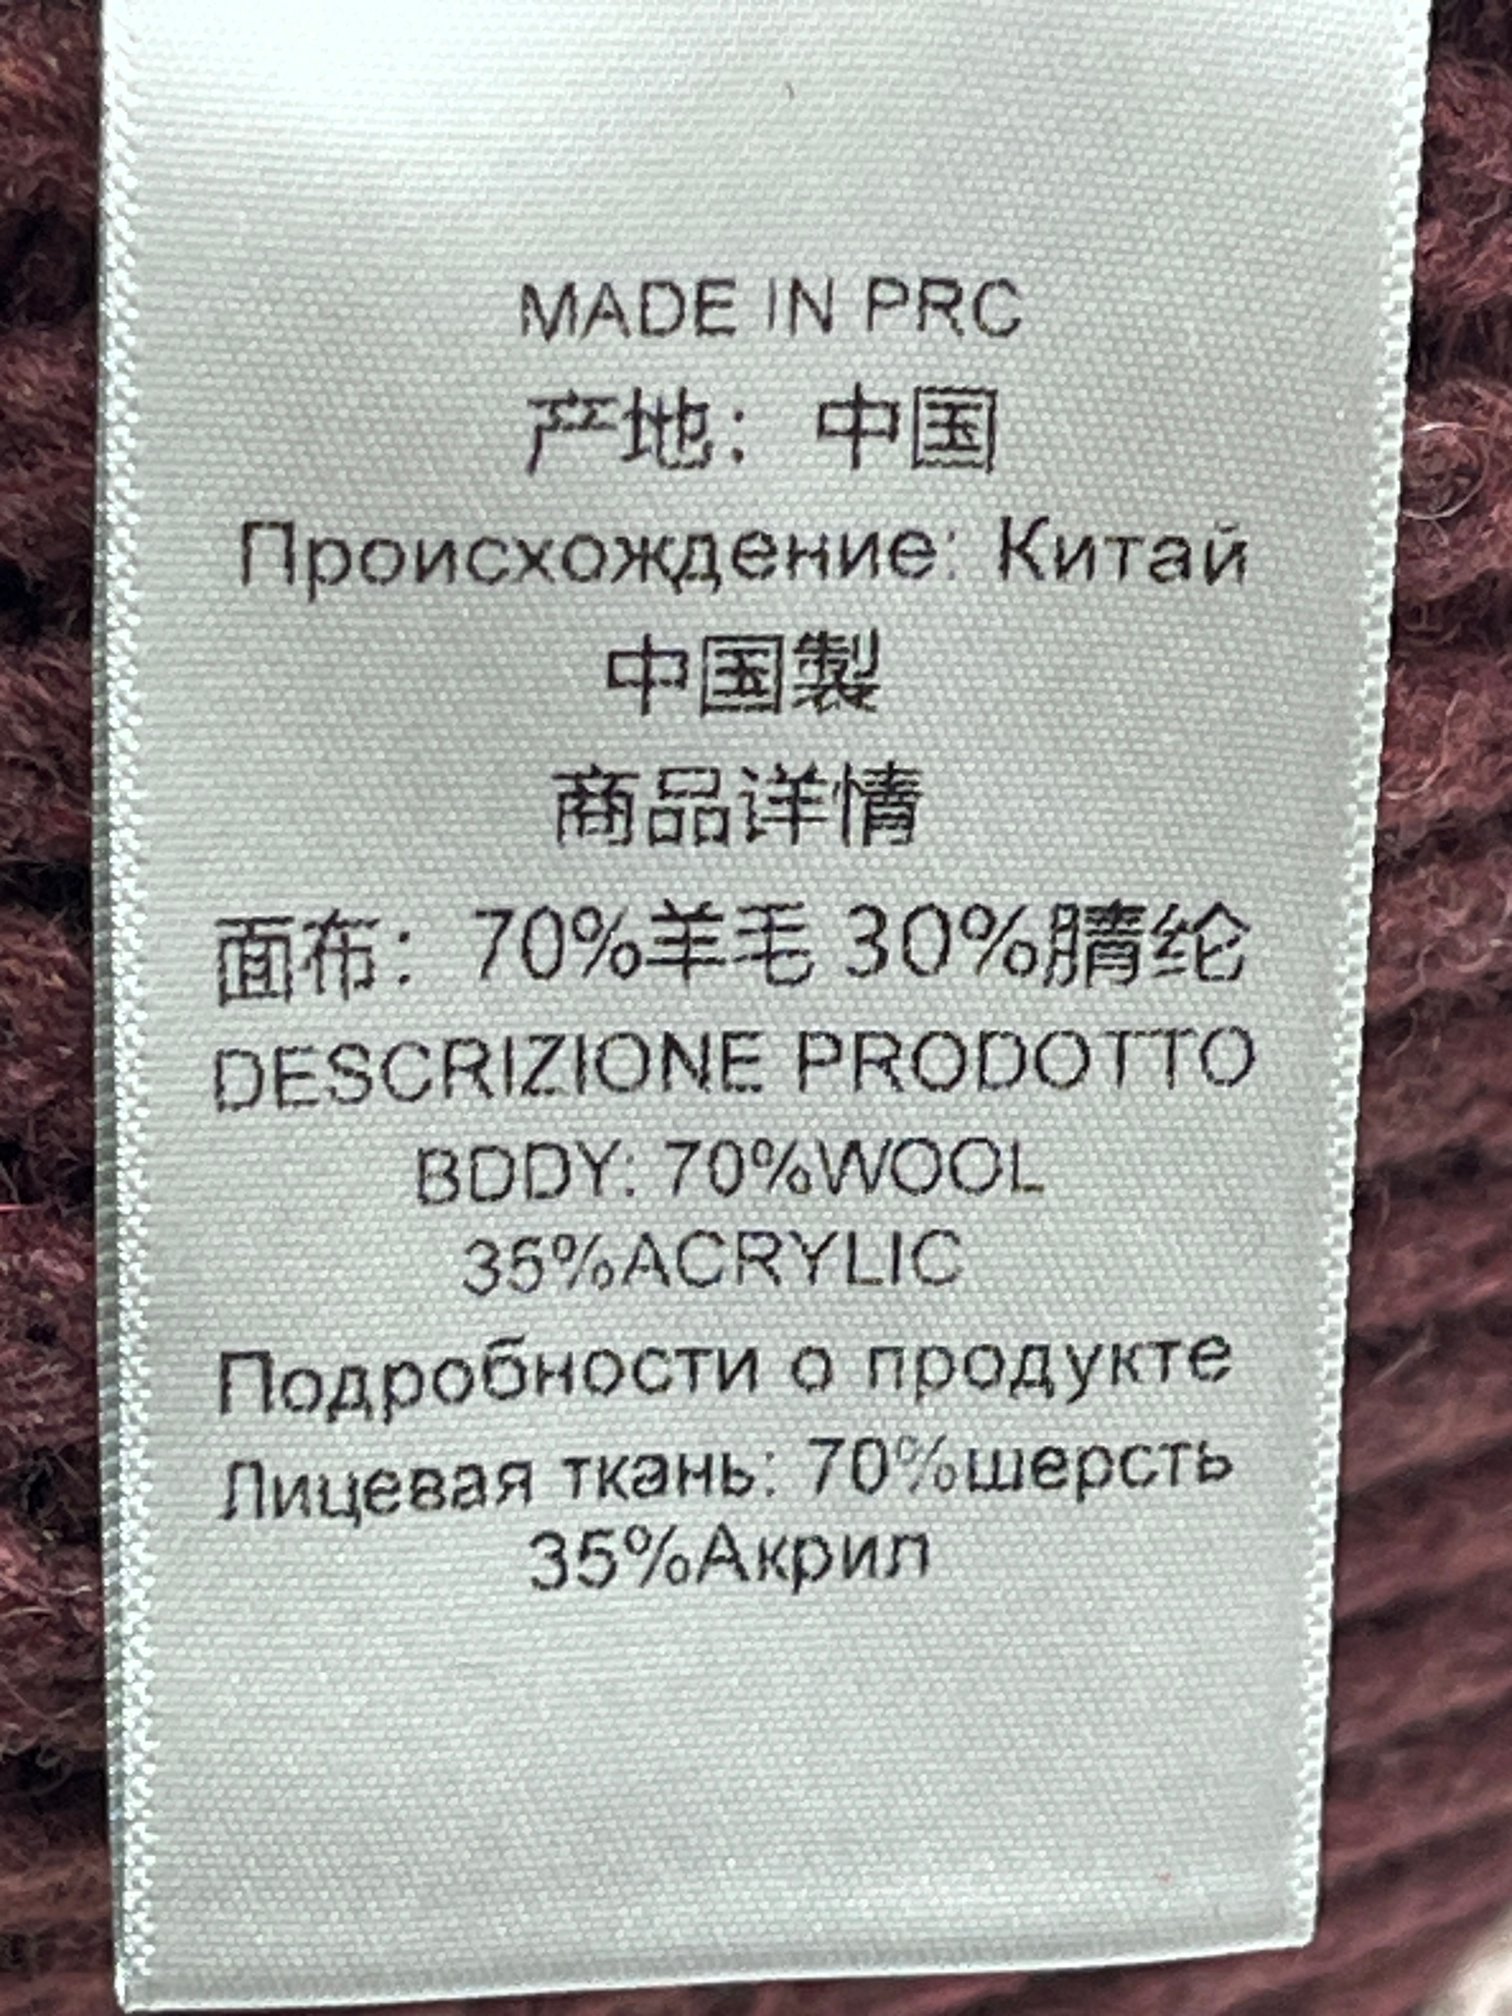 MADE IN PRC
产地：中国
Происхождение: Китай
中国製
商品详情
面布：70%羊毛 30%腈纶
DESCRIZIONE PRODOTTO
BDDY: 70%WOOL
35%ACRYLIC
Подробности о продукте
Лицевая ткань: 70%шерсть
35%Акрил